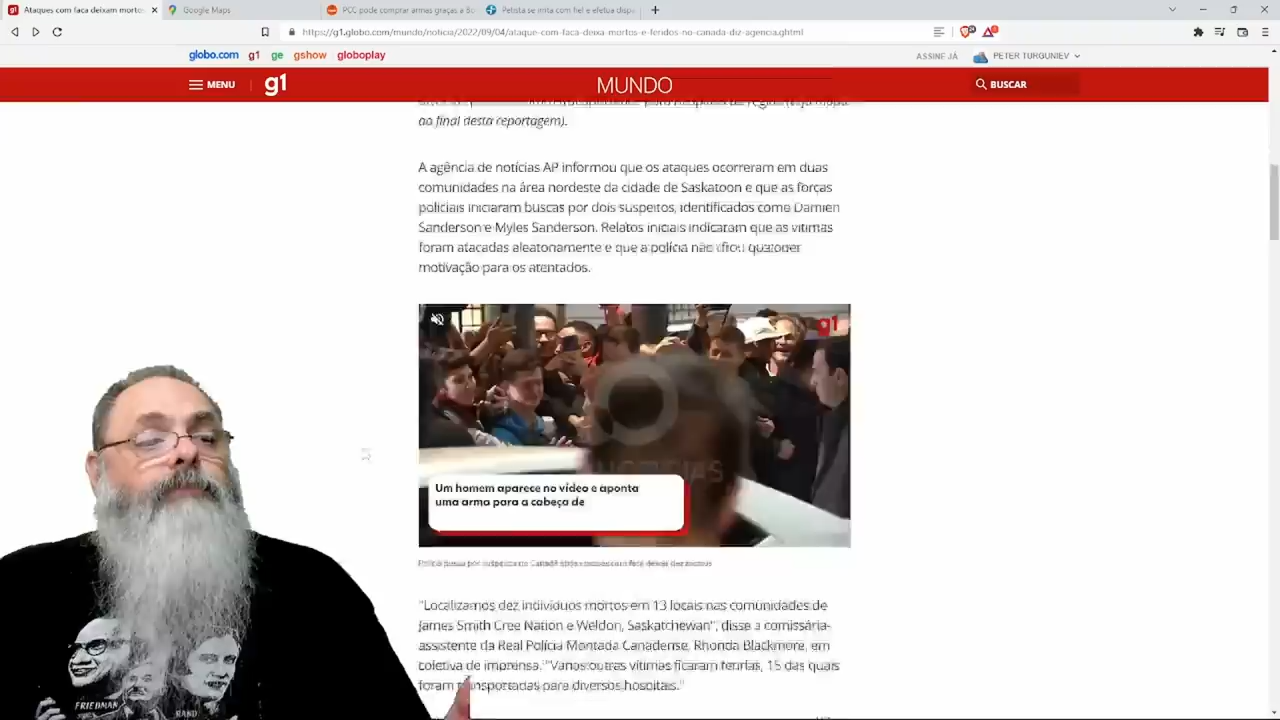 Ataques com faca deixam mortos
Google Maps
PCC pode comprar armas graças a Bo
Petista se irrita com fiel e efetua disp
https://g1.globo.com/mundo/noticia/2022/09/04/ataque-com-faca-deixa-mortos-e-feridos-no-canada-diz-agencia.ghtml
globo.com g1 ge gshow globoplay
ASSINE JÁ PETER TURGUNIEV
MENU g1 MUNDO BUSCAR
ao final desta reportagem).
A agência de notícias AP informou que os ataques ocorreram em duas
comunidades na área nordeste da cidade de Saskatoon e que as forças
policiais iniciaram buscas por dois suspeitos, identificados como Damien
Sanderson e Myles Sanderson. Relatos iniciais indicaram que as vítimas
foram atacadas aleatoriamente e que a polícia não citou qualquer
motivação para os atentados.
g1
NOTÍCIAS
Um homem aparece no vídeo e aponta
uma arma para a cabeça de
"Localizamos dez indivíduos mortos em 13 locais nas comunidades de
James Smith Cree Nation e Weldon, Saskatchewan", disse a comissária-
assistente da Real Polícia Montada Canadense, Rhonda Blackmore, em
coletiva de imprensa. "Várias outras vítimas ficaram feridas, 15 das quais
foram transportadas para diversos hospitais."
FRIEDMAN
RAND